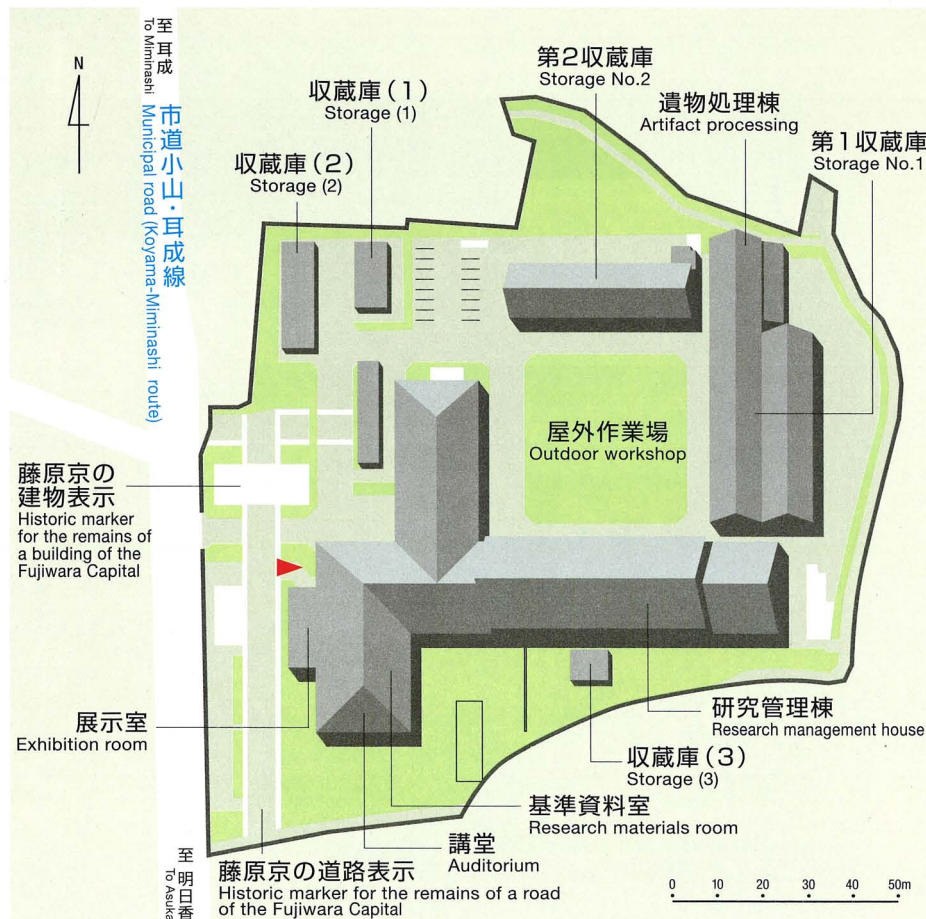 至 耳成
To Miminashi
市道小山・耳成線
Municipal road (Koyama-Miminashi route)
N
収蔵庫(1)
Storage (1)
収蔵庫(2)
Storage (2)
第2収蔵庫
Storage No.2
遺物処理棟
Artifact processing
第1収蔵庫
Storage No.1
屋外作業場
Outdoor workshop
藤原京の
建物表示
Historic marker
for the remains of
a building of the
Fujiwara Capital
展示室
Exhibition room
研究管理棟
Research management house
収蔵庫(3)
Storage (3)
基準資料室
Research materials room
講堂
Auditorium
藤原京の道路表示
Historic marker for the remains of a road
of the Fujiwara Capital
至 明日香
To Asuka
0 10 20 30 40 50m